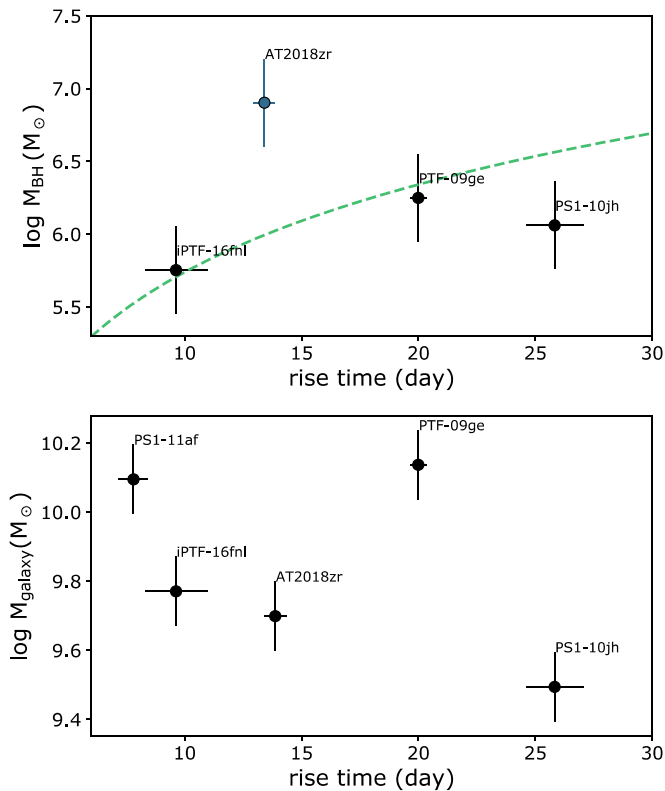 7.5
AT2018zr
7.0
log M_BH (M_⊙)
6.5
PTF-09ge
PS1-10jh
6.0
iPTF-16fnl
5.5
10 15 20 25 30
rise time (day)
PS1-11af
PTF-09ge
10.2
10.0
log M_galaxy (M_⊙)
iPTF-16fnl
9.8
AT2018zr
9.6
PS1-10jh
9.4
10 15 20 25 30
rise time (day)